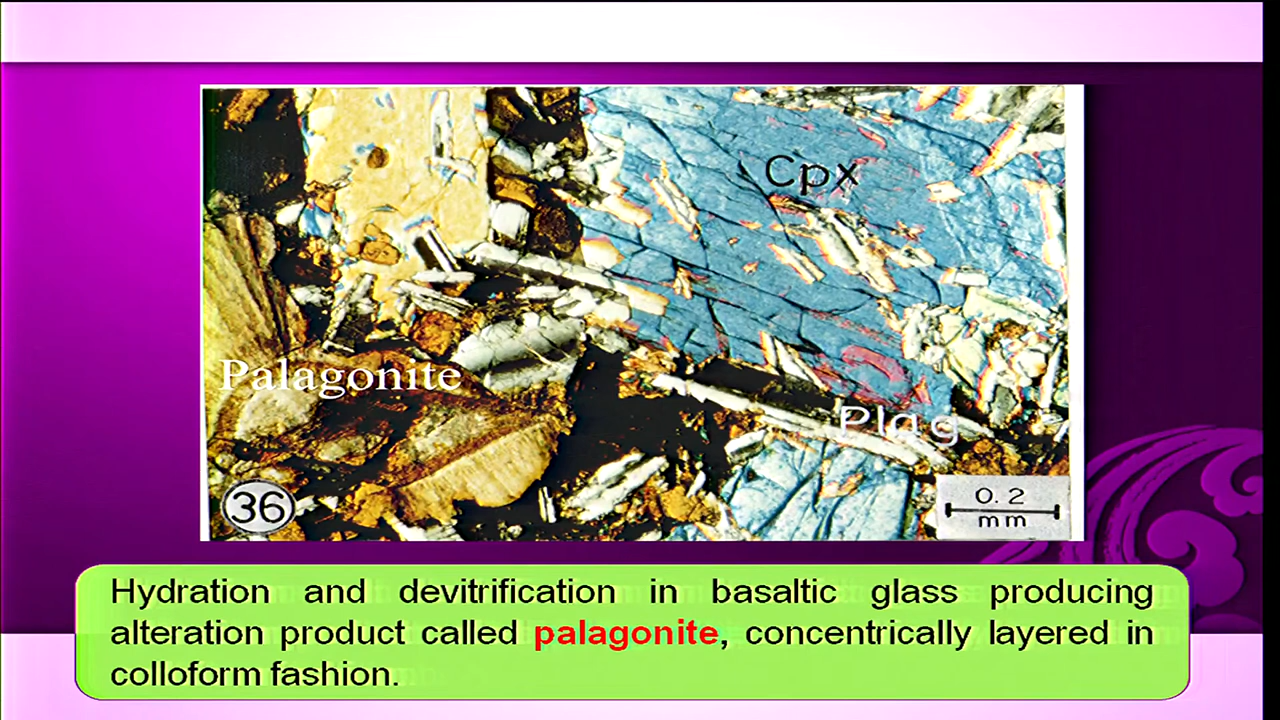 Cpx
Palagonite
Plag
36
0.2
mm
Hydration and devitrification in basaltic glass producing
alteration product called palagonite, concentrically layered in
colloform fashion.